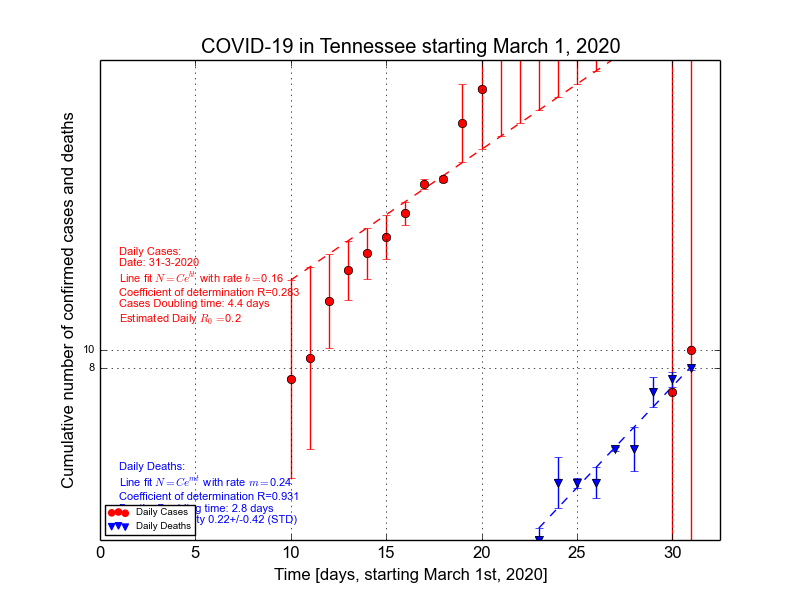 COVID-19 in Tennessee starting March 1, 2020
Cumulative number of confirmed cases and deaths
Daily Cases:
Date: 31-3-2020
Line fit N=Ce^{bt}: with rate b=0.16
Coefficient of determination R=0.283
Cases Doubling time: 4.4 days
Estimated Daily R_0=0.2
10
8
Daily Deaths:
Line fit N=Ce^{mt} with rate m=0.24
Coefficient of determination R=0.931
time: 2.8 days
0.22+/-0.42 (STD)
Daily Cases
Daily Deaths
0 5 10 15 20 25 30
Time [days, starting March 1st, 2020]